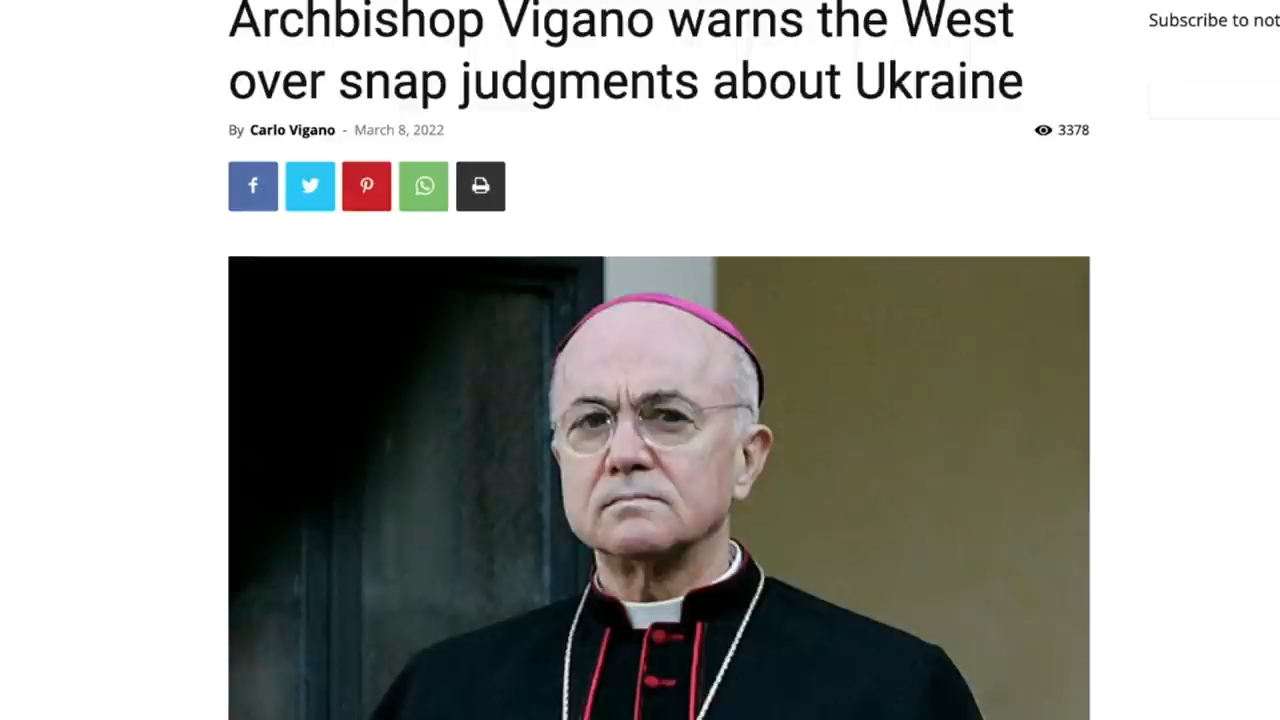 Archbishop Vigano warns the West
Subscribe to not
over snap judgments about Ukraine
By Carlo Vigano - March 8, 2022
3378